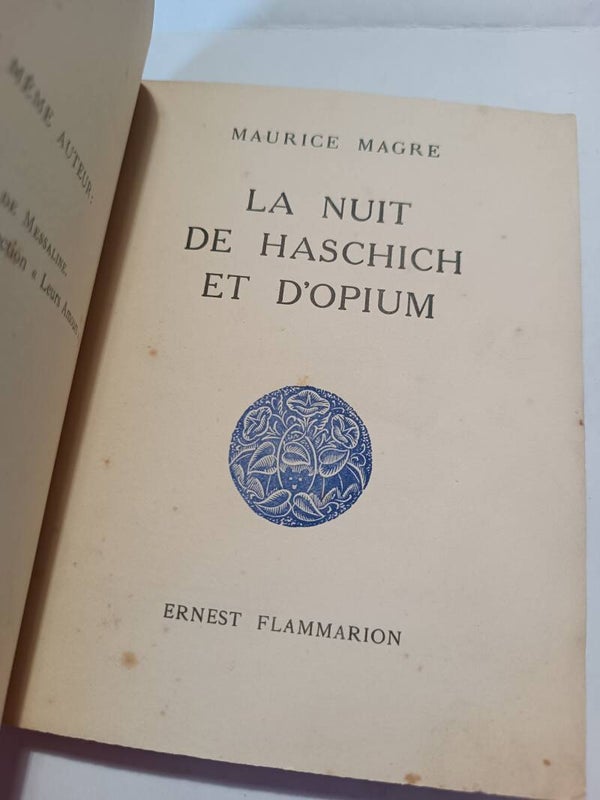 MÊME AUTEUR:
DE MESSALINE.
ction « Leurs Amours
MAURICE MAGRE
LA NUIT
DE HASCHICH
ET D'OPIUM
ERNEST FLAMMARION